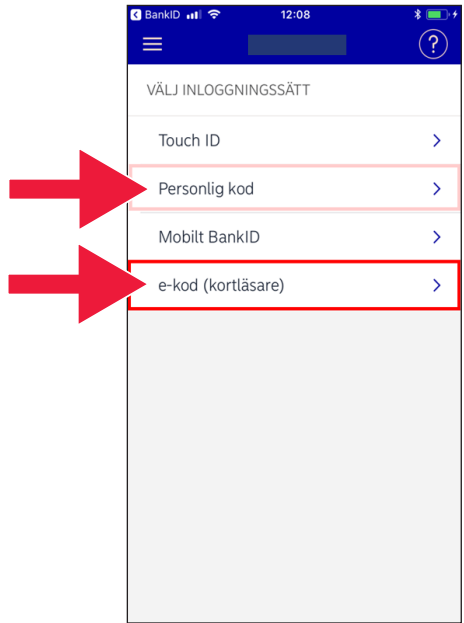 BankID 12:08
?
VÄLJ INLOGGNINGSSÄTT
Touch ID
Personlig kod
Mobilt BankID
e-kod (kortläsare)